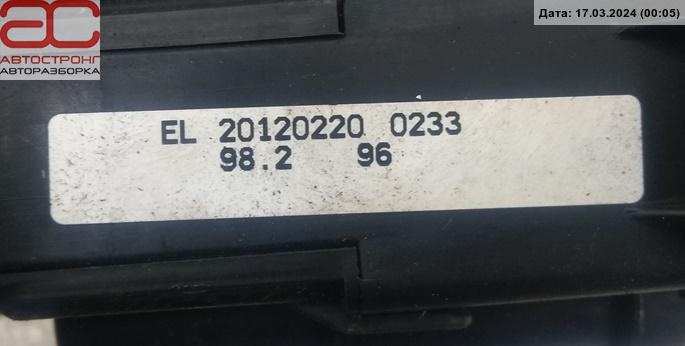 Дата: 17.03.2024 (00:05)
АС
АВТОСТРОНГ
АВТОРАЗБОРКА
EL 20120220 0233
98.2 96